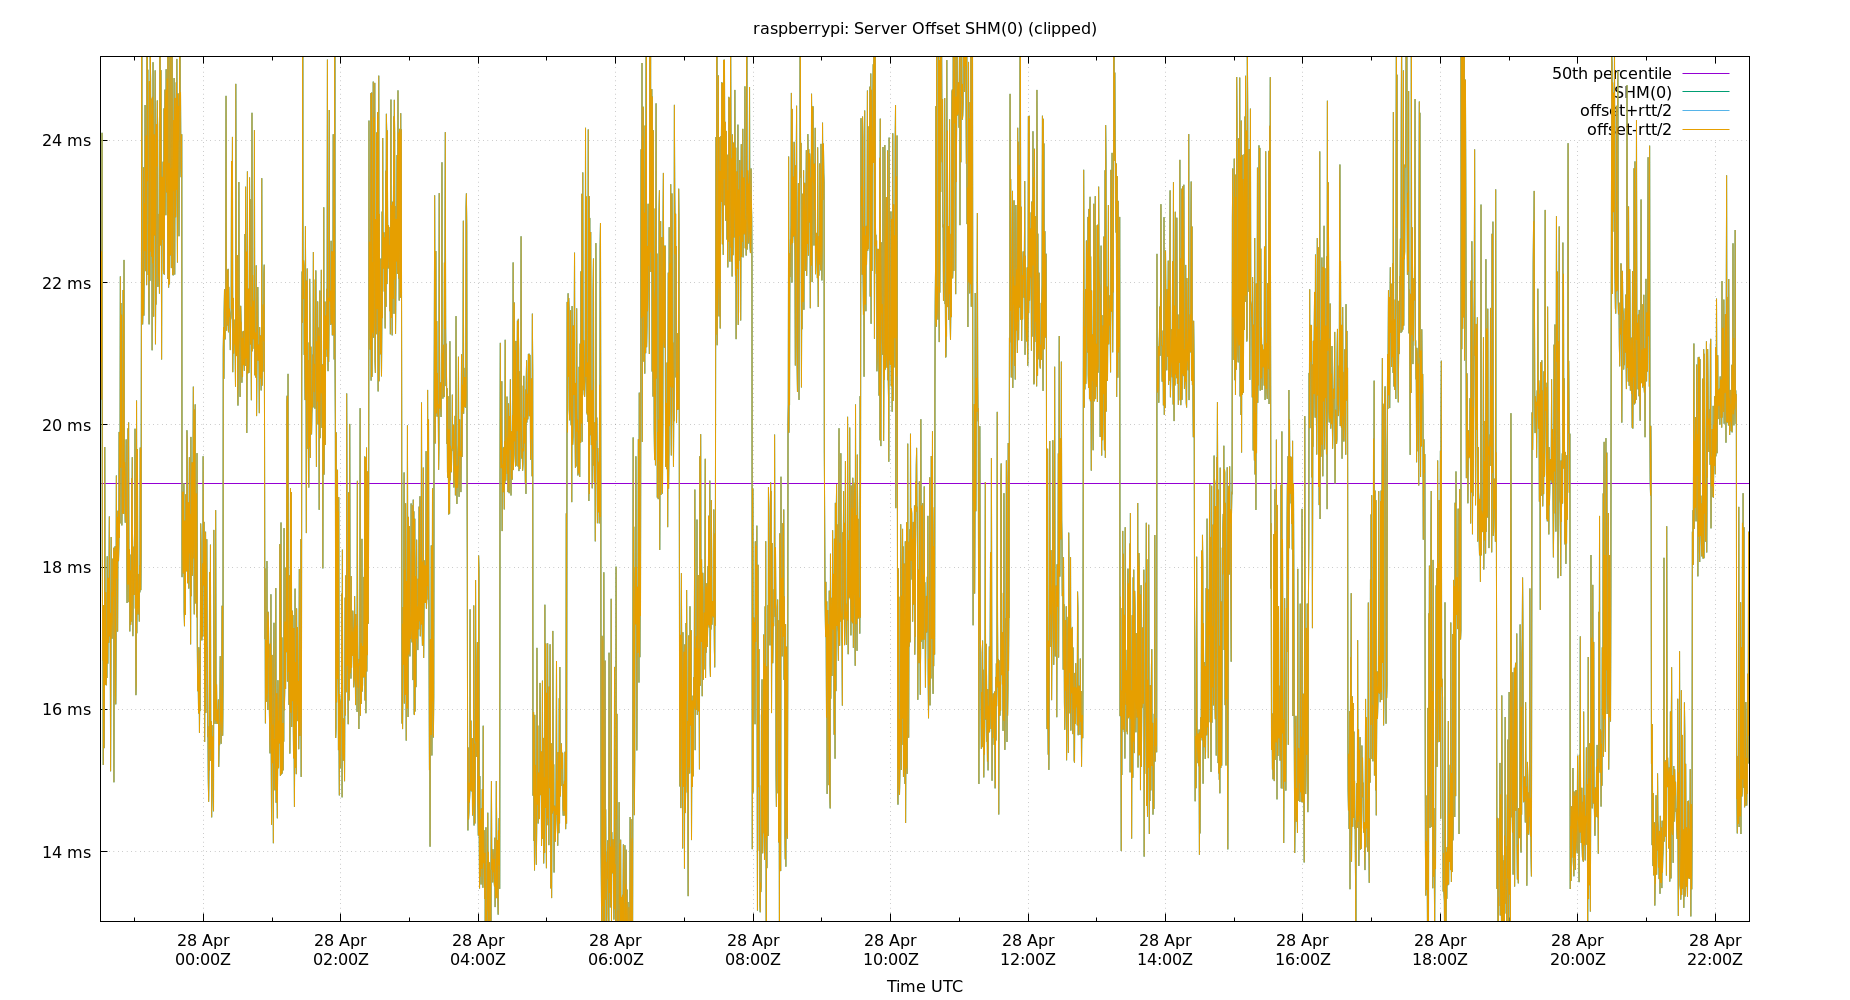 raspberrypi: Server Offset SHM(0) (clipped)
50th percentile
SHM(0)
offset+rtt/2
offset-rtt/2
24 ms
22 ms
20 ms
18 ms
16 ms
14 ms
28 Apr 28 Apr 28 Apr 28 Apr 28 Apr 28 Apr 28 Apr 28 Apr 28 Apr 28 Apr 28 Apr 28 Apr
00:00Z 02:00Z 04:00Z 06:00Z 08:00Z 10:00Z 12:00Z 14:00Z 16:00Z 18:00Z 20:00Z 22:00Z
Time UTC